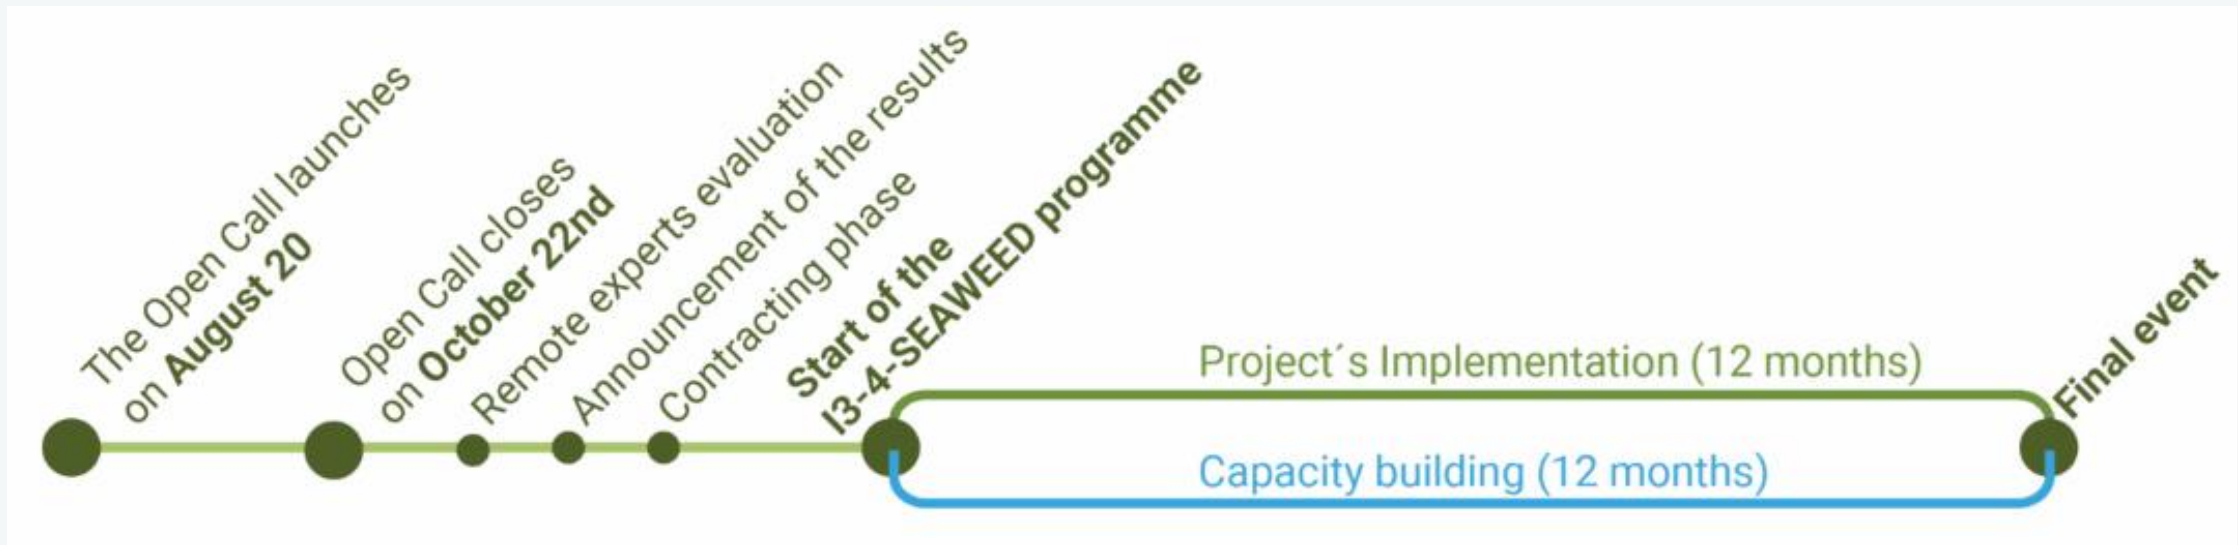 The Open Call launches
on August 20
Open Call closes
on October 22nd
Remote experts evaluation
Announcement of the results
Contracting phase
Start of the
I3-4-SEAWEED programme
Project´s Implementation (12 months)
Capacity building (12 months)
Final event